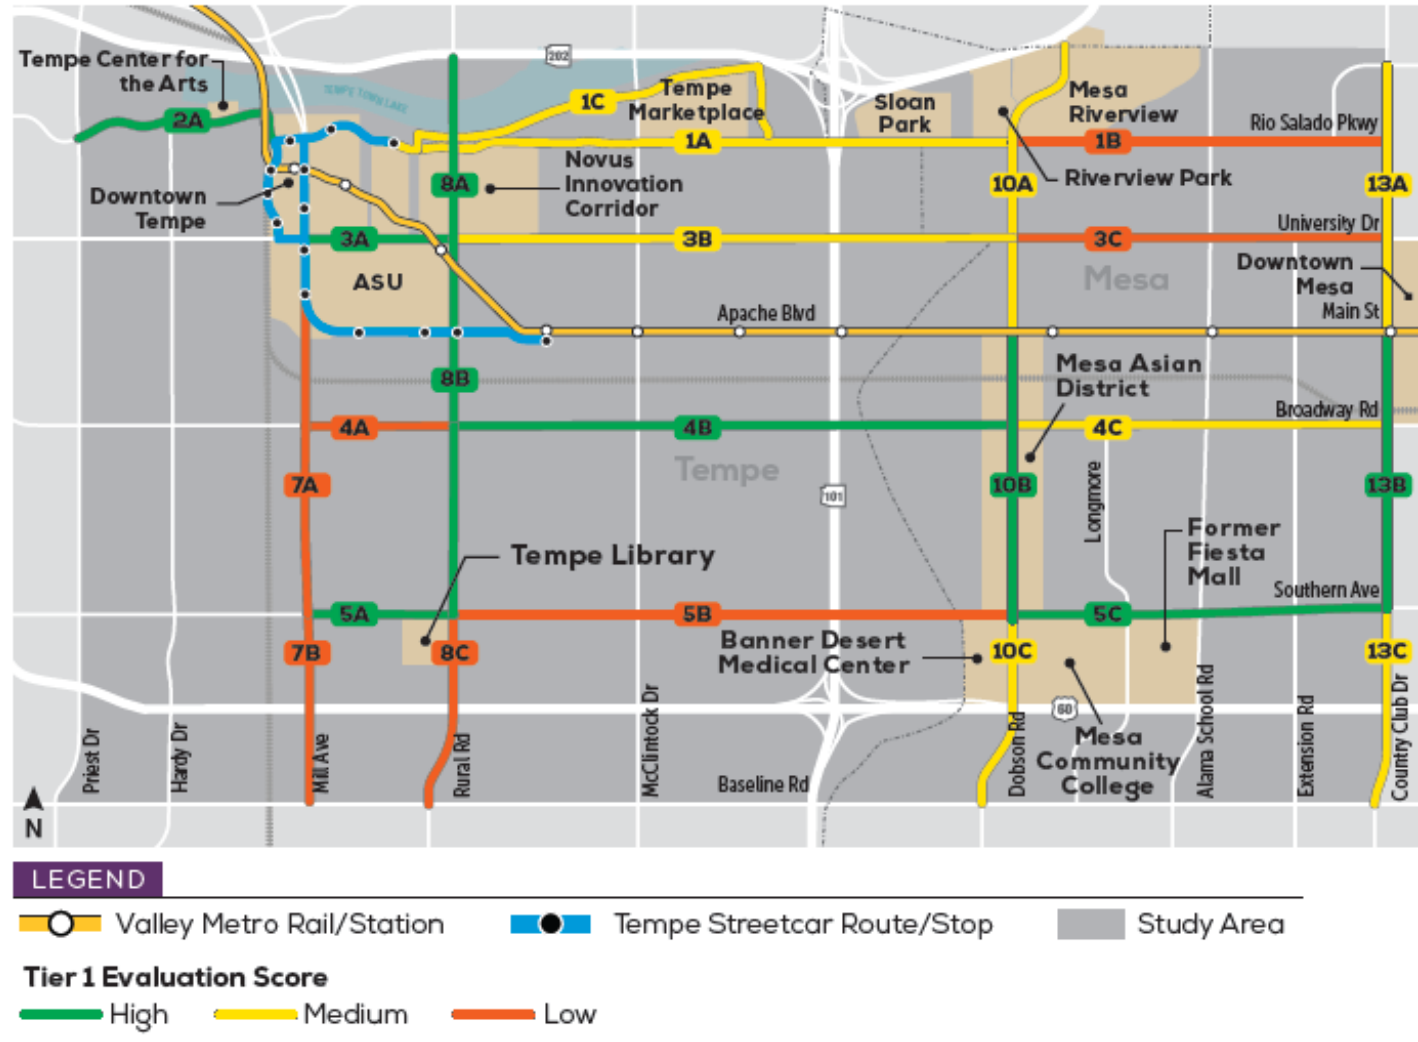 202
Tempe Center for
the Arts
TEMPE TOWN LAKE
2A
1C
Tempe
Marketplace
Sloan
Park
Mesa
Riverview
Rio Salado Pkwy
1A
1B
Novus
Innovation
Corridor
Riverview Park
8A
10A
13A
Downtown
Tempe
University Dr
3A
3B
3C
ASU
Mesa
Downtown
Mesa
Apache Blvd
Main St
8B
Mesa Asian
District
Broadway Rd
4A
4B
4C
Tempe
7A
101
10B
Longmore
13B
Former
Fiesta
Mall
Tempe Library
Southern Ave
5A
5B
5C
7B
8C
Banner Desert
Medical Center
10C
13C
60
Mesa
Community
College
Priest Dr
Hardy Dr
Mill Ave
Rural Rd
McClintock Dr
Baseline Rd
Dobson Rd
Alama School Rd
Extension Rd
Country Club Dr
N
LEGEND
Valley Metro Rail/Station
Tempe Streetcar Route/Stop
Study Area
Tier 1 Evaluation Score
High
Medium
Low